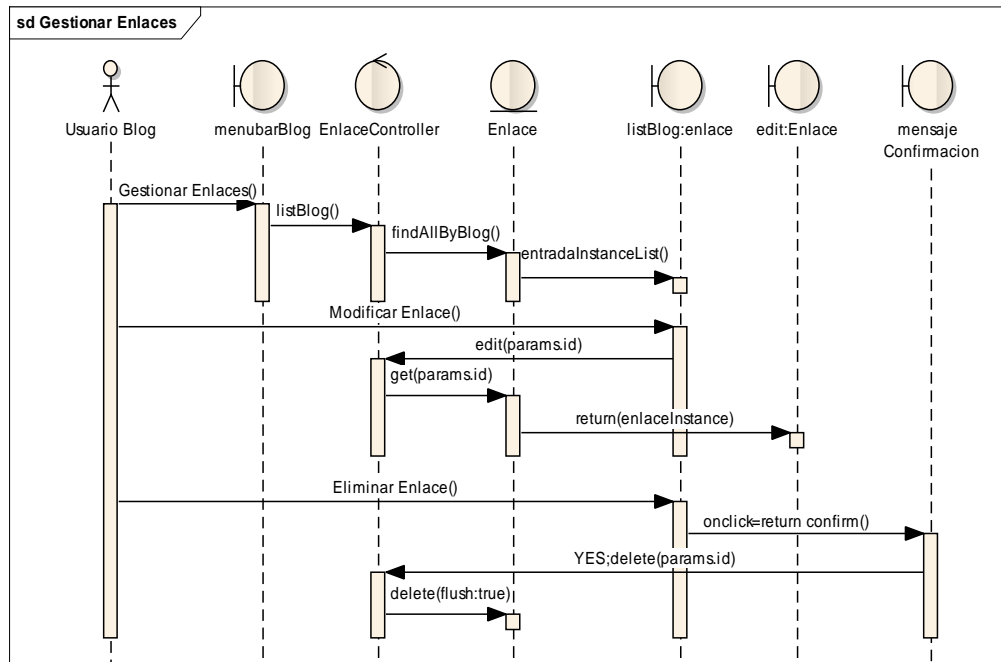 sd Gestionar Enlaces
Usuario Blog
menubarBlog
EnlaceController
Enlace
listBlog:enlace
edit:Enlace
mensaje
Confirmacion
Gestionar Enlaces()
listBlog()
findAllByBlog()
entradaInstanceList()
Modificar Enlace()
edit(params.id)
get(params.id)
return(enlaceInstance)
Eliminar Enlace()
onclick=return confirm()
YES;delete(params.id)
delete(flush:true)